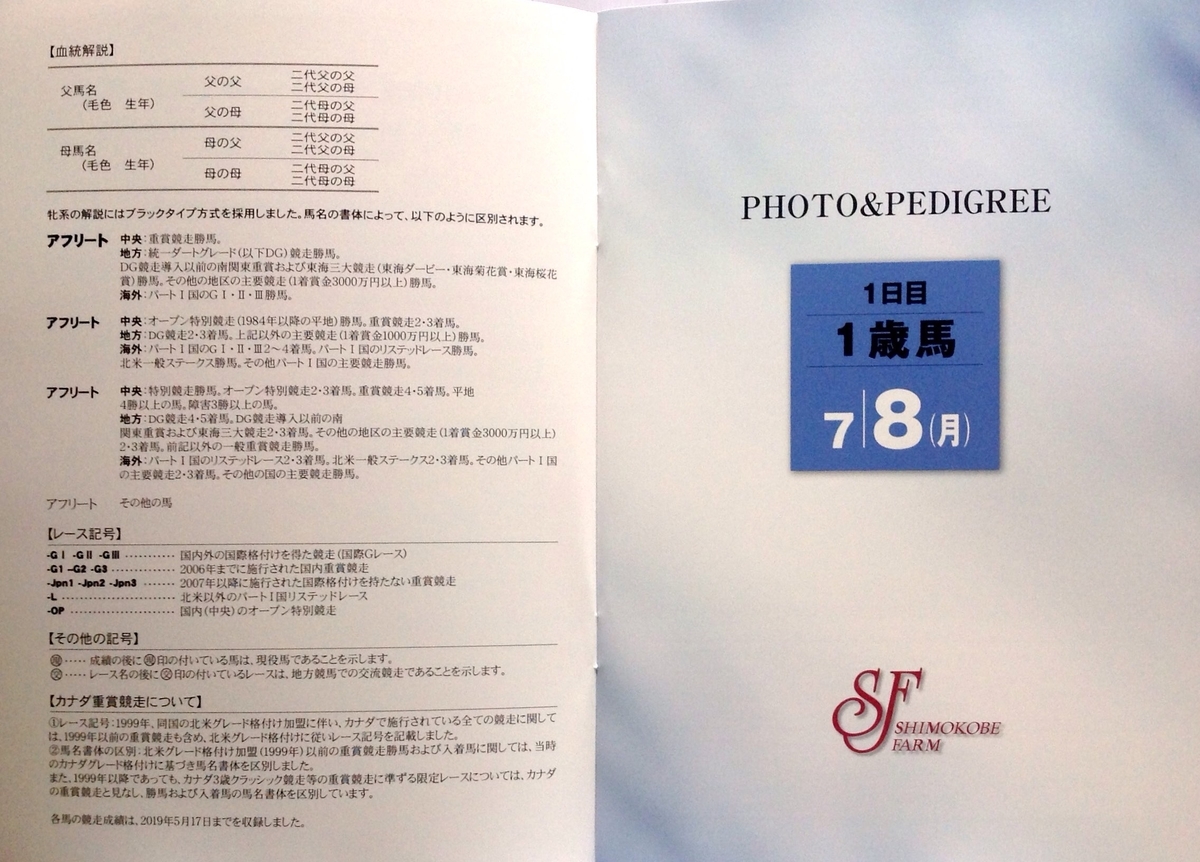 【血統解説】
父馬名
(毛色　生年)
父の父
二代父の父
二代父の母
父の母
二代母の父
二代母の母
母馬名
(毛色　生年)
母の父
二代父の父
二代父の母
母の母
二代母の父
二代母の母
牝系の解説にはブラックタイプ方式を採用しました。馬名の書体によって、以下のように区別されます。
アフリート　中央：重賞競走勝馬。
地方：統一ダートグレード(以下DG)競走勝馬。
DG競走導入以前の南関東重賞および東海三大競走(東海ダービー・東海菊花賞・東海桜花
賞)勝馬。その他の地区の主要競走(1着賞金3000万円以上)勝馬。
海外：パートⅠ国のGⅠ・Ⅱ・Ⅲ勝馬。
アフリート　中央：オープン特別競走(1984年以降の平地)勝馬。重賞競走2・3着馬。
地方：DG競走2・3着馬。上記以外の主要競走(1着賞金1000万円以上)勝馬。
海外：パートⅠ国のGⅠ・Ⅱ・Ⅲ2～4着馬。パートⅠ国のリステッドレース勝馬。
北米一般ステークス勝馬。その他パートⅠ国の主要競走勝馬。
アフリート　中央：特別競走勝馬。オープン特別競走2・3着馬。重賞競走4・5着馬。平地
4勝以上の馬。障害3勝以上の馬。
地方：DG競走4・5着馬。DG競走導入以前の南
関東重賞および東海三大競走2・3着馬。その他の地区の主要競走(1着賞金3000万円以上)
2・3着馬。前記以外の一般重賞競走勝馬。
海外：パートⅠ国のリステッドレース2・3着馬。北米一般ステークス2・3着馬。その他パートⅠ国
の主要競走2・3着馬。その他の国の主要競走勝馬。
アフリート　その他の馬
【レース記号】
-GⅠ -GⅡ -GⅢ ·········· 国内外の国際格付けを得た競走(国際Gレース)
-G1 -G2 -G3 ·············· 2006年までに施行された国内重賞競走
-Jpn1 -Jpn2 -Jpn3 ······· 2007年以降に施行された国際格付けを持たない重賞競走
-L ························ 北米以外のパートⅠ国リステッドレース
-OP ······················ 国内(中央)のオープン特別競走
【その他の記号】
㊞····· 成績の後に㊞印の付いている馬は、現役馬であることを示します。
····· レース名の後に印の付いているレースは、地方競馬での交流競走であることを示します。
【カナダ重賞競走について】
①レース記号：1999年、同国の北米グレード格付け加盟に伴い、カナダで施行されている全ての競走に関して
は、1999年以前の重賞競走も含め、北米グレード格付けに従いレース記号を記載しました。
②馬名書体の区別：北米グレード格付け加盟(1999年)以前の重賞競走勝馬および入着馬に関しては、当時
のカナダグレード格付けに基づき馬名書体を区別しました。
また、1999年以降であっても、カナダ3歳クラシック競走等の重賞競走に準ずる限定レースについては、カナダ
の重賞競走と見なし、勝馬および入着馬の馬名書体を区別しています。
各馬の競走成績は、2019年5月17日までを収録しました。
PHOTO&PEDIGREE
1日目
1歳馬
7|8(月)
SF
SHIMOKOBE
FARM